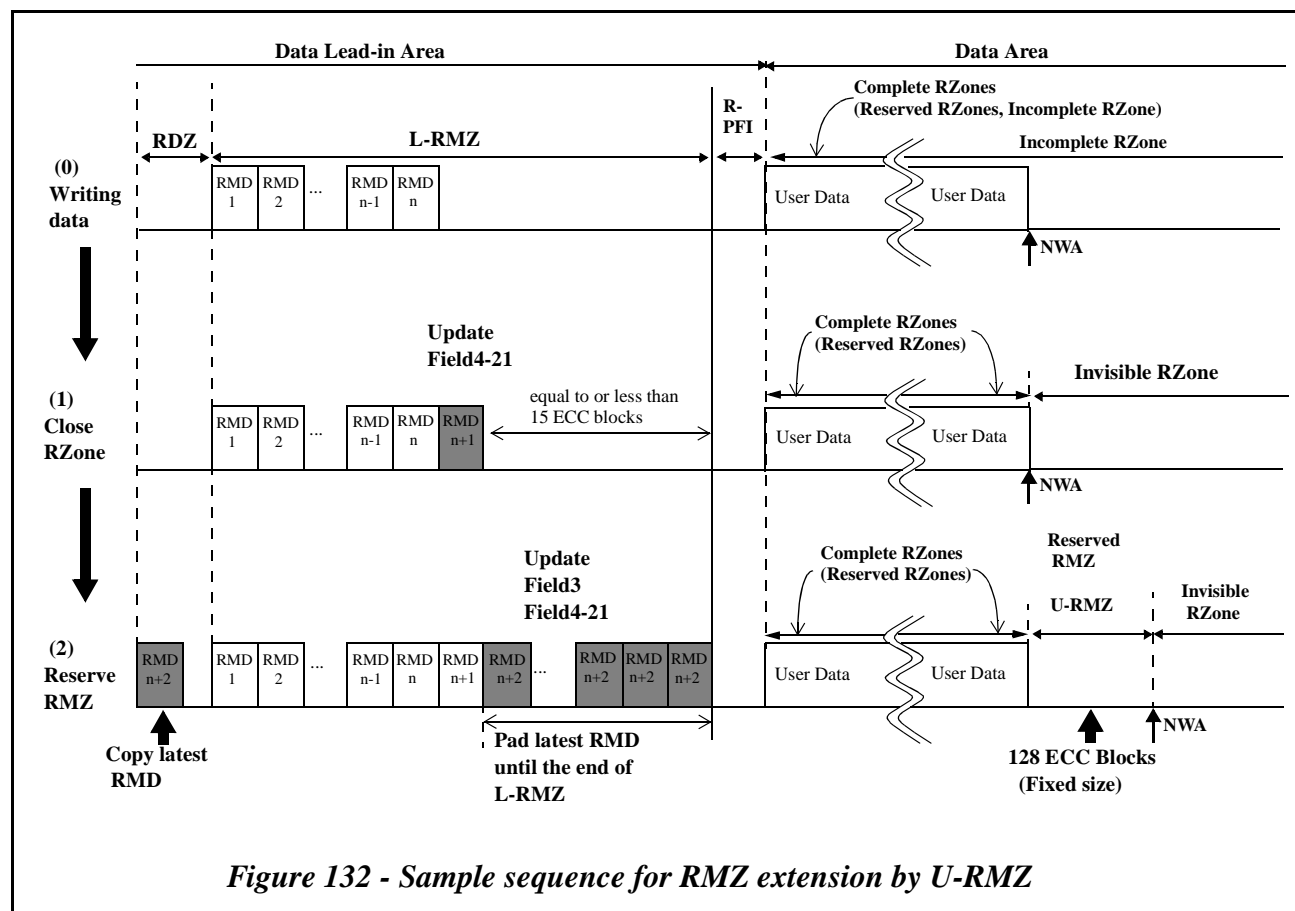 Data Lead-in Area
Data Area
Complete RZones
(Reserved RZones, Incomplete RZone)
R-
PFI
RDZ
L-RMZ
Incomplete RZone
(0)
Writing
data
RMD
1
RMD
2
...
RMD
n-1
RMD
n
User Data
User Data
NWA
Update
Field4-21
Complete RZones
(Reserved RZones)
Invisible RZone
(1)
Close
RZone
equal to or less than
15 ECC blocks
RMD
1
RMD
2
...
RMD
n-1
RMD
n
RMD
n+1
User Data
User Data
NWA
Update
Field3
Field4-21
Complete RZones
(Reserved RZones)
Reserved
RMZ
U-RMZ
Invisible
RZone
(2)
Reserve
RMZ
RMD
n+2
RMD
1
RMD
2
...
RMD
n-1
RMD
n
RMD
n+1
RMD
n+2
...
RMD
n+2
RMD
n+2
RMD
n+2
User Data
User Data
NWA
Copy latest
RMD
Pad latest RMD
until the end of
L-RMZ
128 ECC Blocks
(Fixed size)
Figure 132 - Sample sequence for RMZ extension by U-RMZ